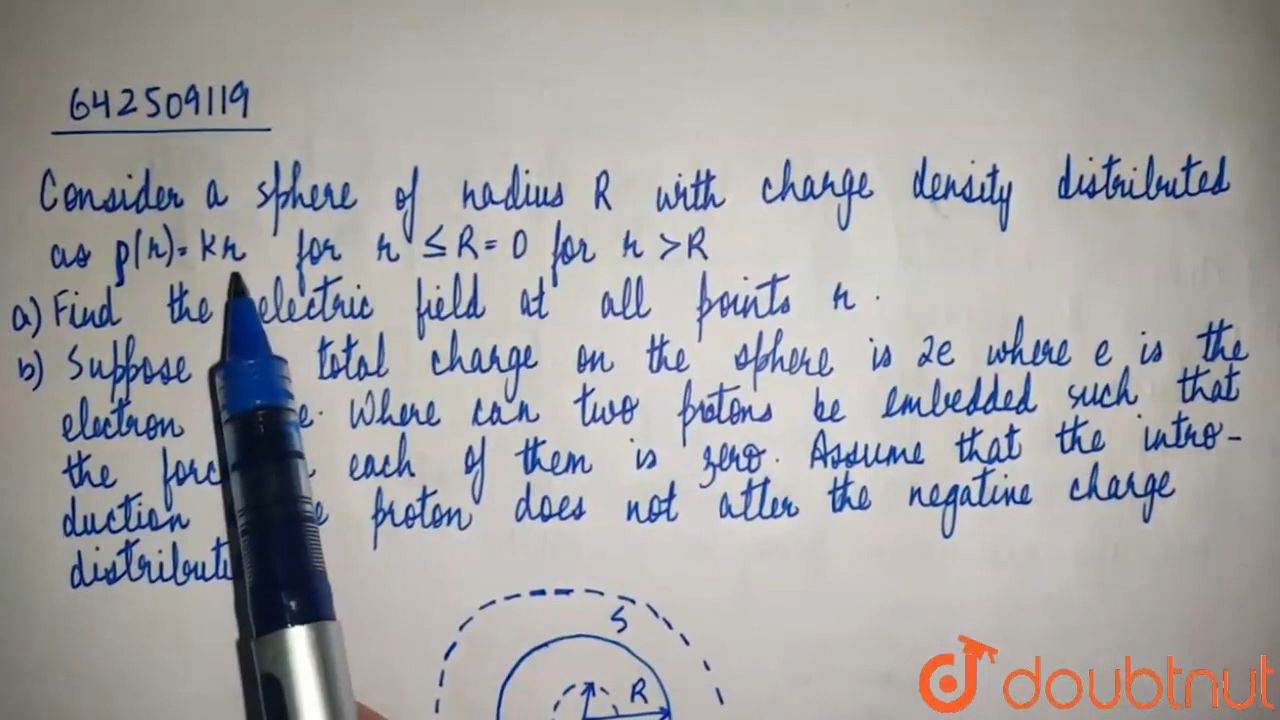 642509119
Consider a sphere of radius R with charge density distributed
as ρ(r)=kr for r ≤R=0 for r >R
a) Find the electric field at all points r.
b) Suppose total charge on the sphere is 2e where e is the
electron Where can two protons be embedded such that
the each of them is zero. Assume that the intro-
duction proton does not alter the negative charge
S
R
doubtnut